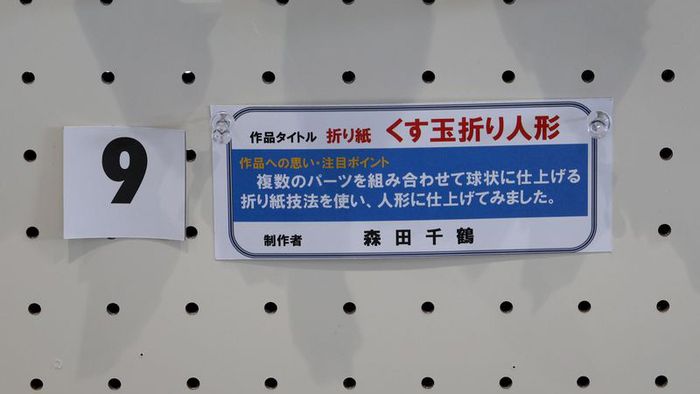 9
作品タイトル 折り紙 くす玉折り人形
作品への思い・注目ポイント
複数のパーツを組み合わせて球状に仕上げる
折り紙技法を使い、人形に仕上げてみました。
制作者 森田千鶴